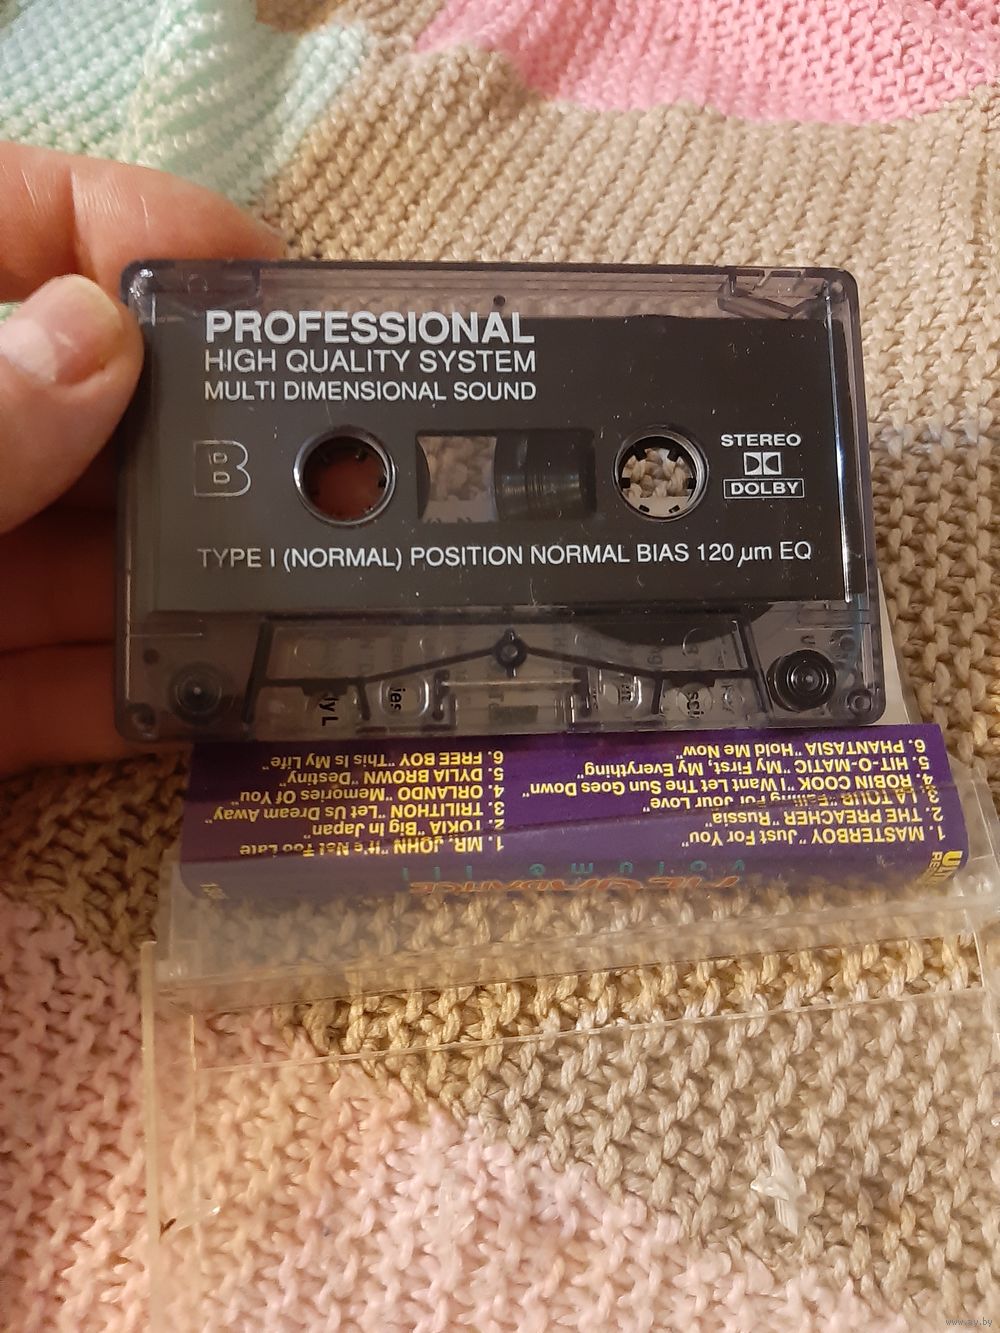 PROFESSIONAL
HIGH QUALITY SYSTEM
MULTI DIMENSIONAL SOUND
B
STEREO
DOLBY
TYPE I (NORMAL) POSITION NORMAL BIAS 120 µm EQ
1. MASTERBOY "Just For You"
2. THE PREACHER "Russia"
3. LA TOUR "Falling For Your Love"
4. ROBIN COOK "I Want Let The Sun Goes Down"
5. HIT-O-MATIC "My First, My Everything"
6. PHANTASIA "Hold Me Now"
1. MR. JOHN "It's Not Too Late
2. TOKIA "Big In Japan"
3. TRILITHON "Let Us Dream Away"
4. ORLANDO "Memories Of You"
5. DYLIA BROWN "Destiny"
6. FREE BOY "This Is My Life"
www.ay.by